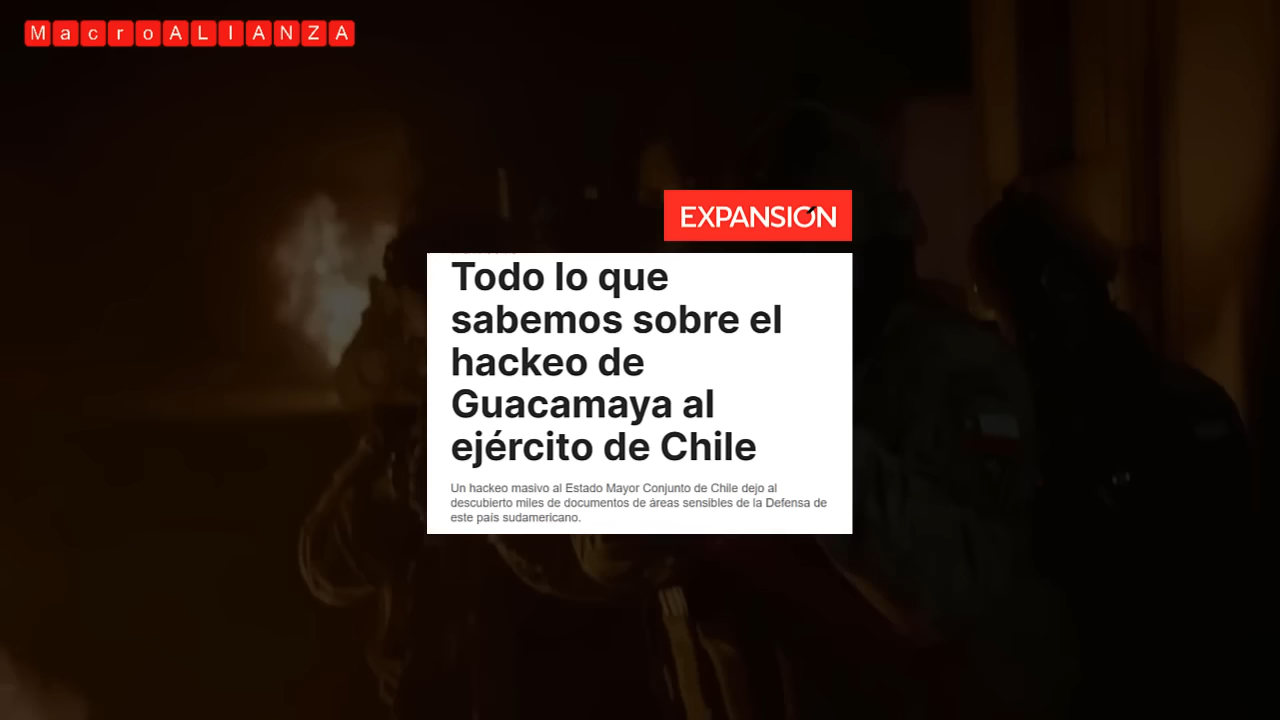 MacroALIANZA
EXPANSIÓN
Todo lo que
sabemos sobre el
hackeo de
Guacamaya al
ejército de Chile
Un hackeo masivo al Estado Mayor Conjunto de Chile dejo al
descubierto miles de documentos de áreas sensibles de la Defensa de
este país sudamericano.